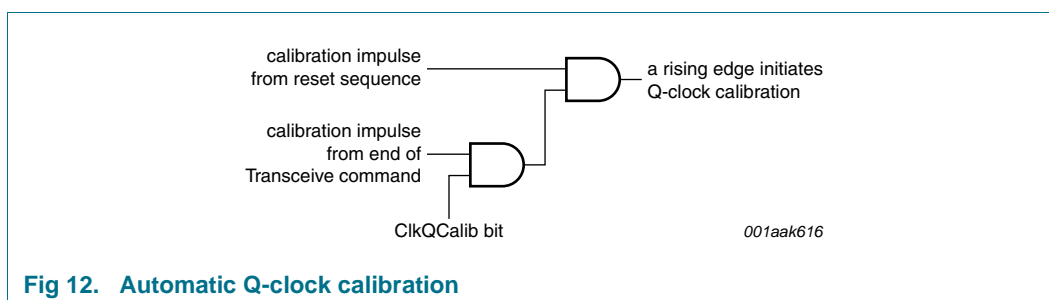 calibration impulse
from reset sequence
a rising edge initiates
Q-clock calibration
calibration impulse
from end of
Transceive command
ClkQCalib bit
001aak616
Fig 12. Automatic Q-clock calibration